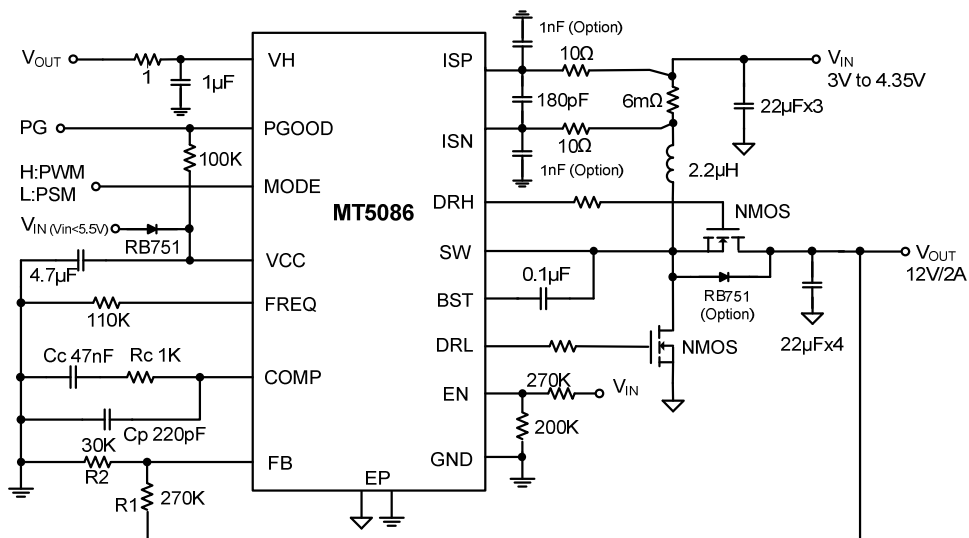 VOUT
1
1µF
VH
PG
PGOOD
100K
H:PWM
L:PSM
MODE
VIN (Vin<5.5V)
RB751
4.7µF
VCC
FREQ
110K
Cc 47nF
Rc 1K
COMP
Cp 220pF
30K
R2
FB
R1
270K
MT5086
EP
ISP
ISN
DRH
SW
BST
DRL
EN
GND
1nF (Option)
10Ω
180pF
10Ω
1nF (Option)
6mΩ
22µFx3
VIN
3V to 4.35V
2.2µH
NMOS
0.1µF
RB751
(Option)
VOUT
12V/2A
22µFx4
NMOS
270K
VIN
200K